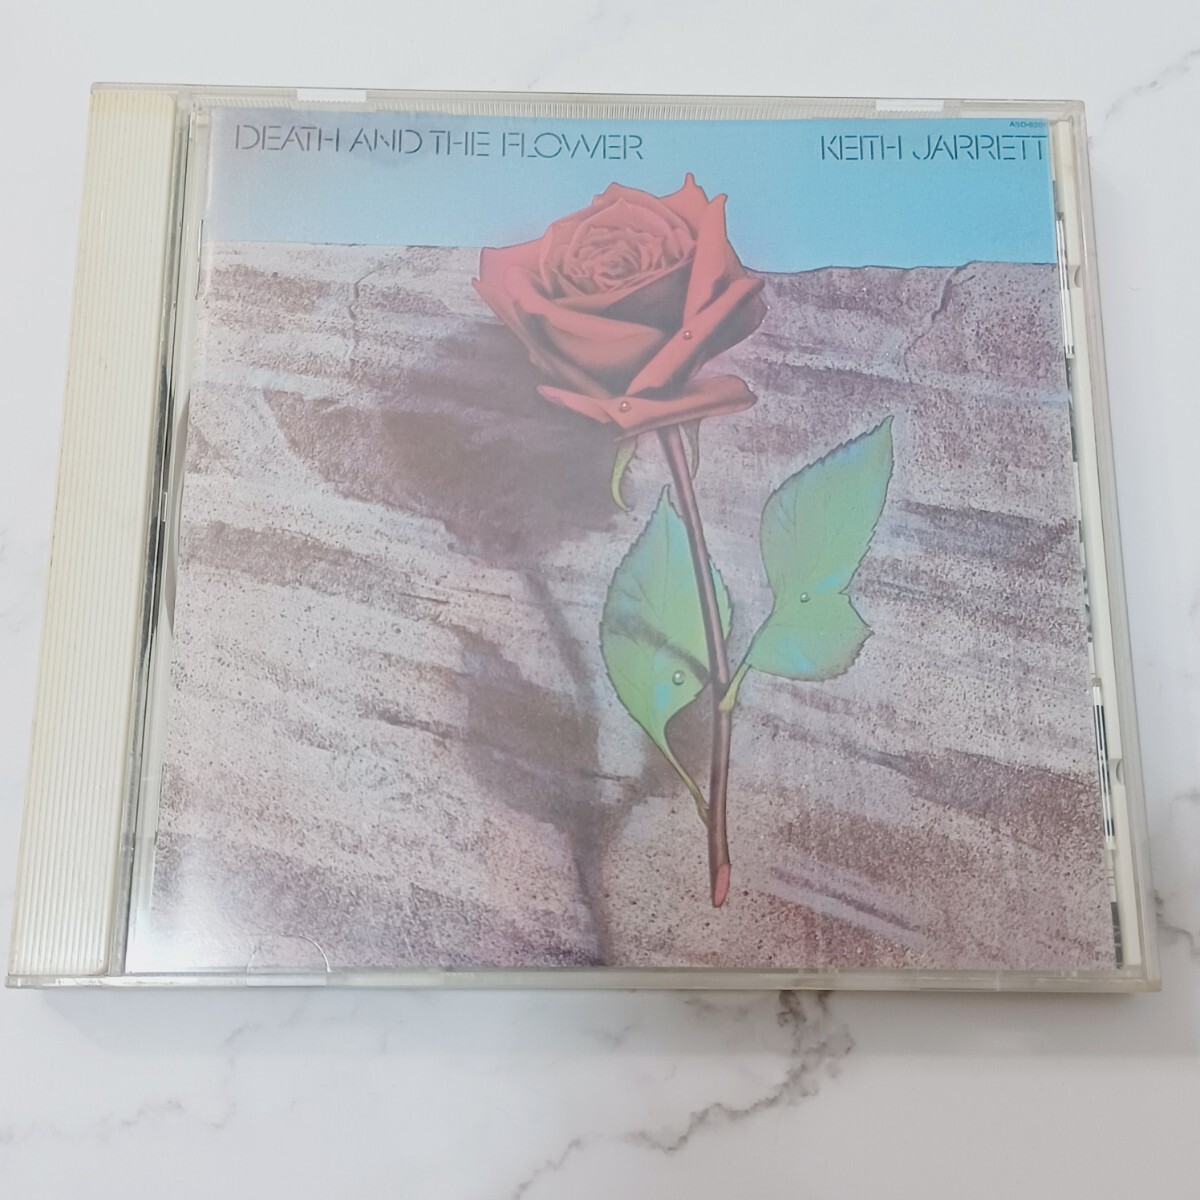 DEATH AND THE FLOWER
KEITH JARRETT